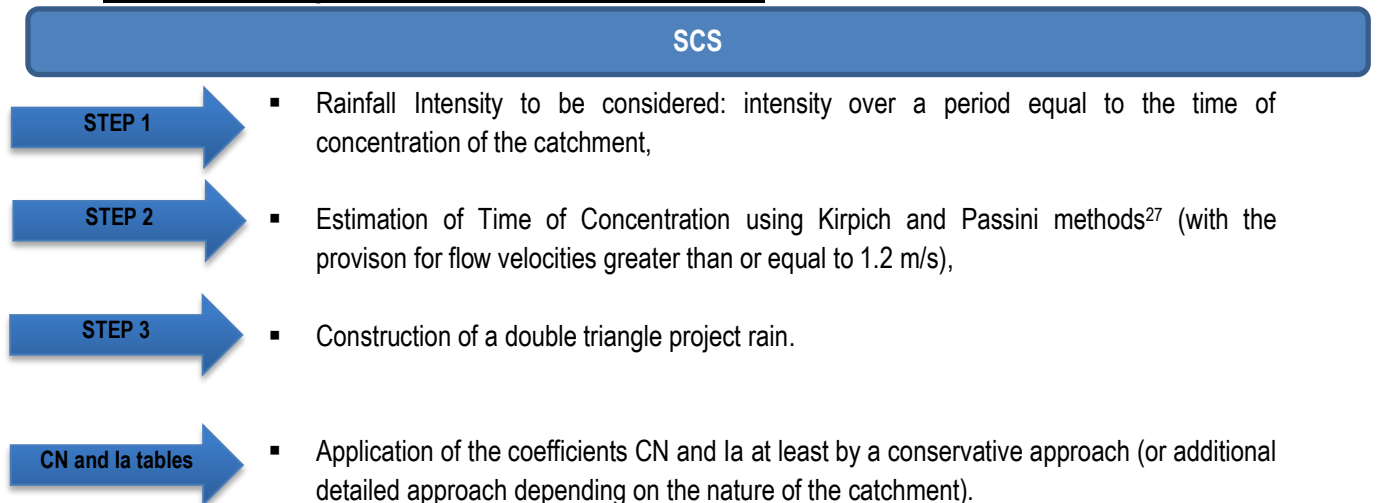 SCS
STEP 1
▪ Rainfall Intensity to be considered: intensity over a period equal to the time of
concentration of the catchment,
STEP 2
▪ Estimation of Time of Concentration using Kirpich and Passini methods²⁷ (with the
provison for flow velocities greater than or equal to 1.2 m/s),
STEP 3
▪ Construction of a double triangle project rain.
CN and Ia tables
▪ Application of the coefficients CN and Ia at least by a conservative approach (or additional
detailed approach depending on the nature of the catchment).